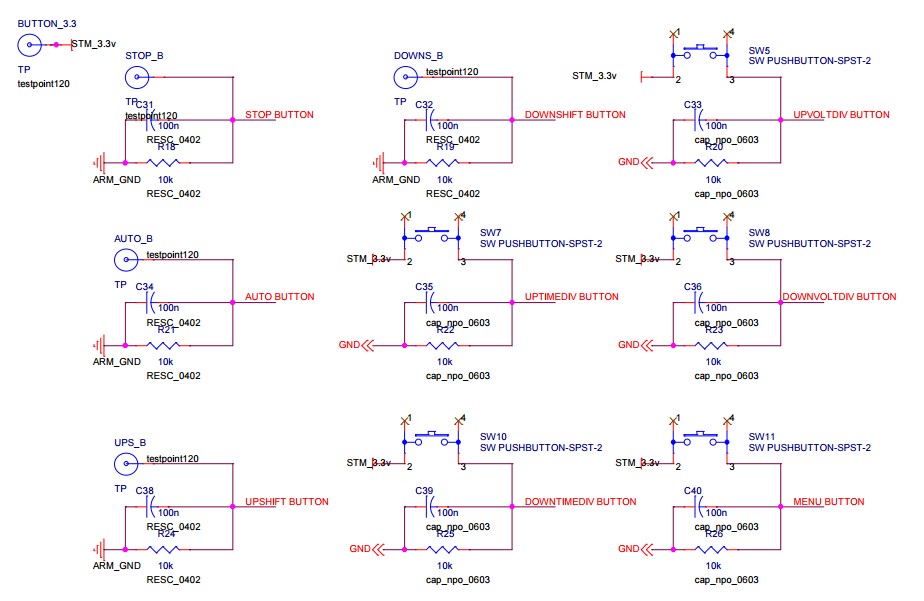 BUTTON_3.3
STM_3.3v
TP
testpoint120
STOP_B
TP
testpoint120
C31
100n
STOP BUTTON
RESC_0402
R18
ARM_GND
10k
RESC_0402
DOWNS_B
testpoint120
TP
C32
100n
DOWNSHIFT BUTTON
RESC_0402
R19
ARM_GND
10k
RESC_0402
1
4
SW5
SW PUSHBUTTON-SPST-2
STM_3.3v
2
3
C33
100n
UPVOLTDIV BUTTON
cap_npo_0603
R20
GND
10k
cap_npo_0603
AUTO_B
testpoint120
TP
C34
100n
AUTO BUTTON
RESC_0402
R21
ARM_GND
10k
RESC_0402
1
4
SW7
SW PUSHBUTTON-SPST-2
STM_3.3v
2
3
C35
100n
UPTIMEDIV BUTTON
cap_npo_0603
R22
GND
10k
cap_npo_0603
1
4
SW8
SW PUSHBUTTON-SPST-2
STM_3.3v
2
3
C36
100n
DOWNVOLTDIV BUTTON
cap_npo_0603
R23
GND
10k
cap_npo_0603
UPS_B
testpoint120
TP
C38
100n
UPSHIFT BUTTON
RESC_0402
R24
ARM_GND
10k
RESC_0402
1
4
SW10
SW PUSHBUTTON-SPST-2
STM_3.3v
2
3
C39
100n
DOWNTIMEDIV BUTTON
cap_npo_0603
R25
GND
10k
cap_npo_0603
1
4
SW11
SW PUSHBUTTON-SPST-2
STM_3.3v
2
3
C40
100n
MENU BUTTON
cap_npo_0603
R26
GND
10k
cap_npo_0603